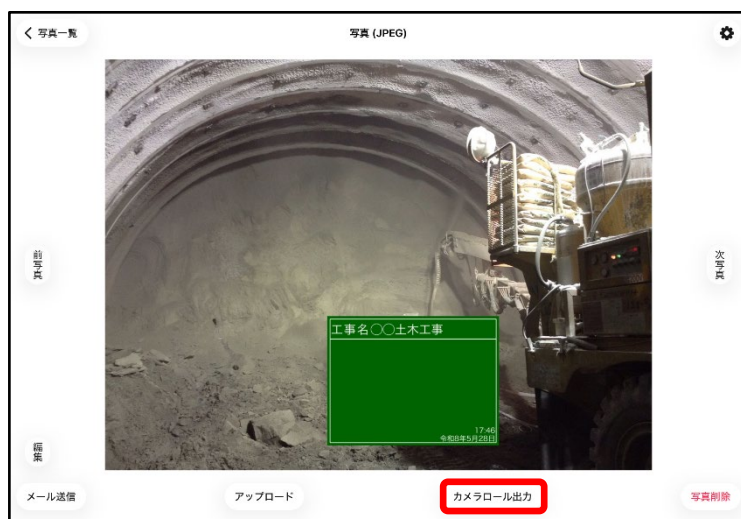 写真一覧
写真 (JPEG)
前写真
次写真
工事名○○土木工事
17:46
令和8年5月28日
編集
メール送信
アップロード
カメラロール出力
写真削除